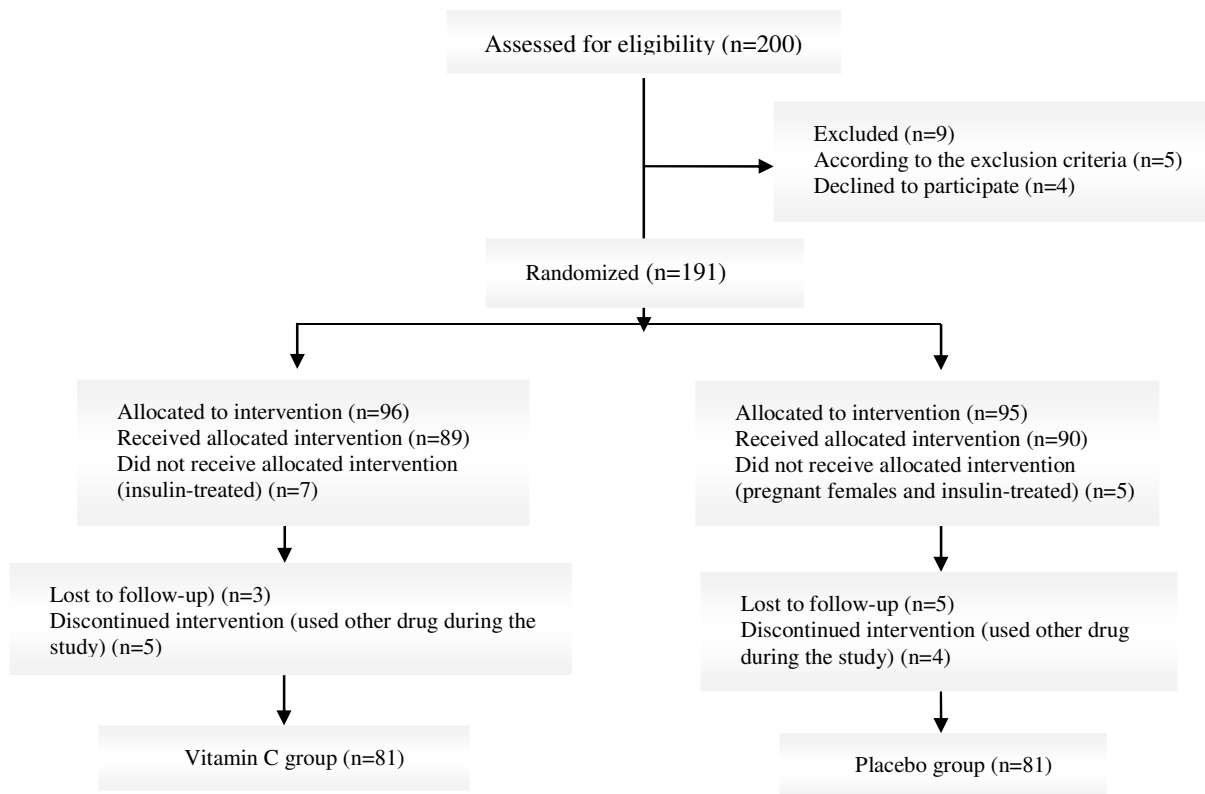 Assessed for eligibility (n=200)
Excluded (n=9)
According to the exclusion criteria (n=5)
Declined to participate (n=4)
Randomized (n=191)
Allocated to intervention (n=96)
Received allocated intervention (n=89)
Did not receive allocated intervention
(insulin-treated) (n=7)
Allocated to intervention (n=95)
Received allocated intervention (n=90)
Did not receive allocated intervention
(pregnant females and insulin-treated) (n=5)
Lost to follow-up) (n=3)
Discontinued intervention (used other drug during the
study) (n=5)
Lost to follow-up (n=5)
Discontinued intervention (used other drug
during the study) (n=4)
Vitamin C group (n=81)
Placebo group (n=81)